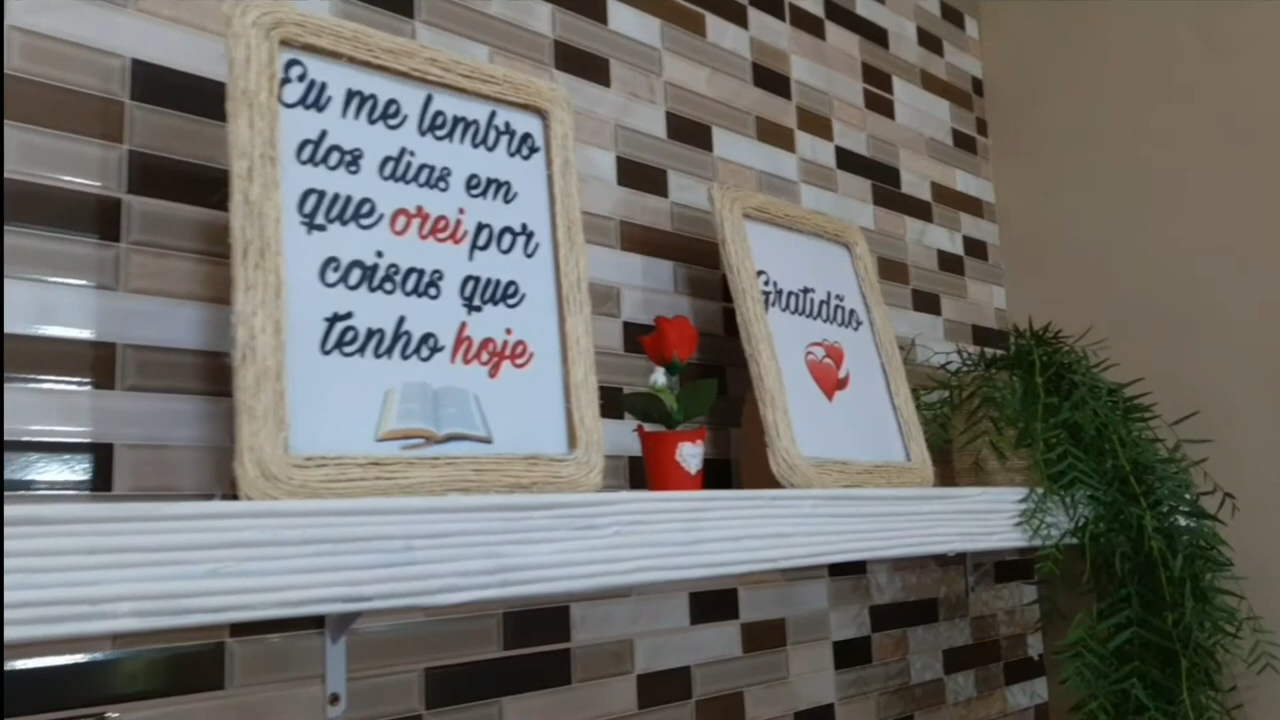 Eu me lembro
dos dias em
que orei por
coisas que
tenho hoje
Gratidão